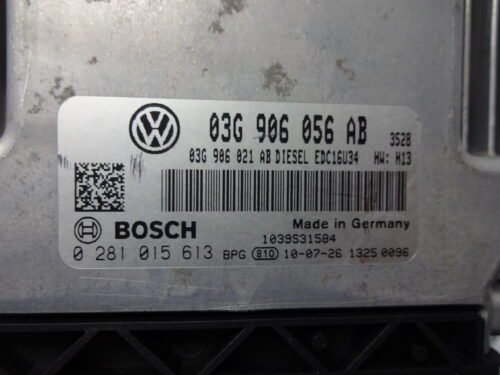 03G 906 056 AB 3528
03G 906 021 AB DIESEL EDC16U34 HW: H13
BOSCH Made in Germany
1039S31584
0 281 015 613 BPG 810 10-07-26 1325 0096